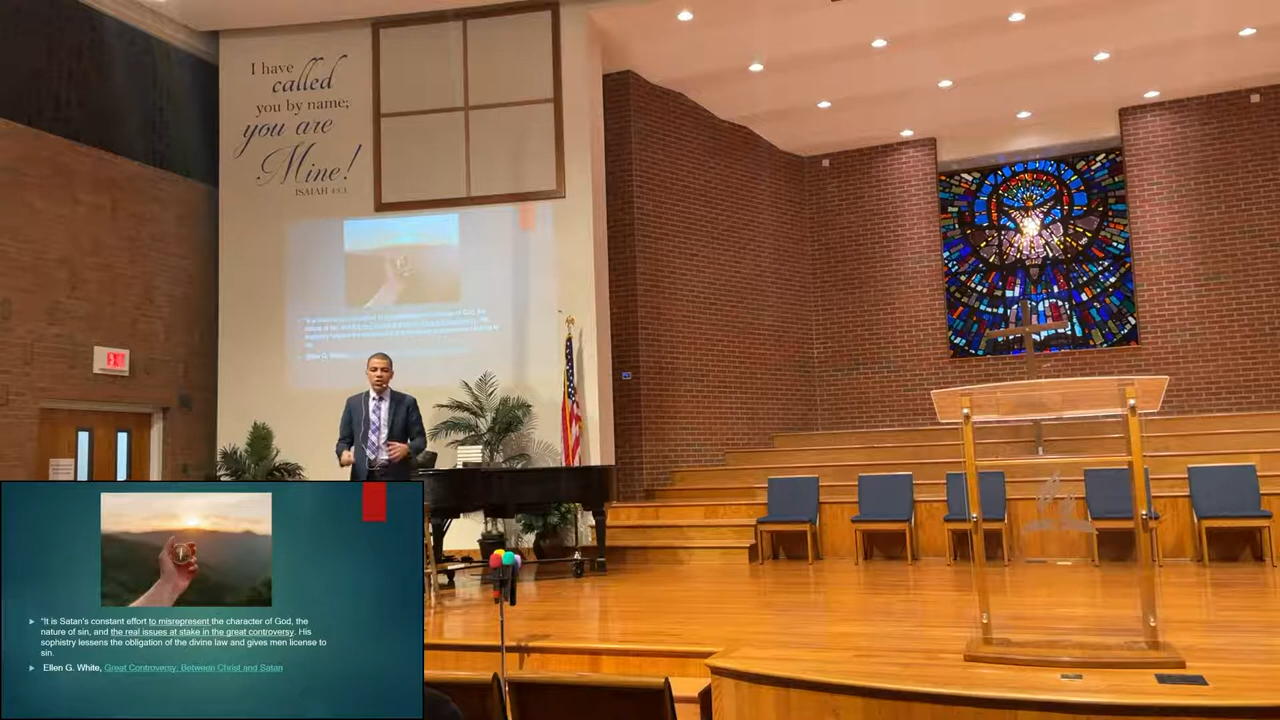 I have
called
you by name;
you are
Mine!
ISAIAH 43:1
"It is Satan's constant effort to misrepresent the character of God, the
nature of sin, and the real issues at stake in the great controversy. His
sophistry lessens the obligation of the divine law and gives men license to
sin.
Ellen G. White, Great Controversy: Between Christ and Satan